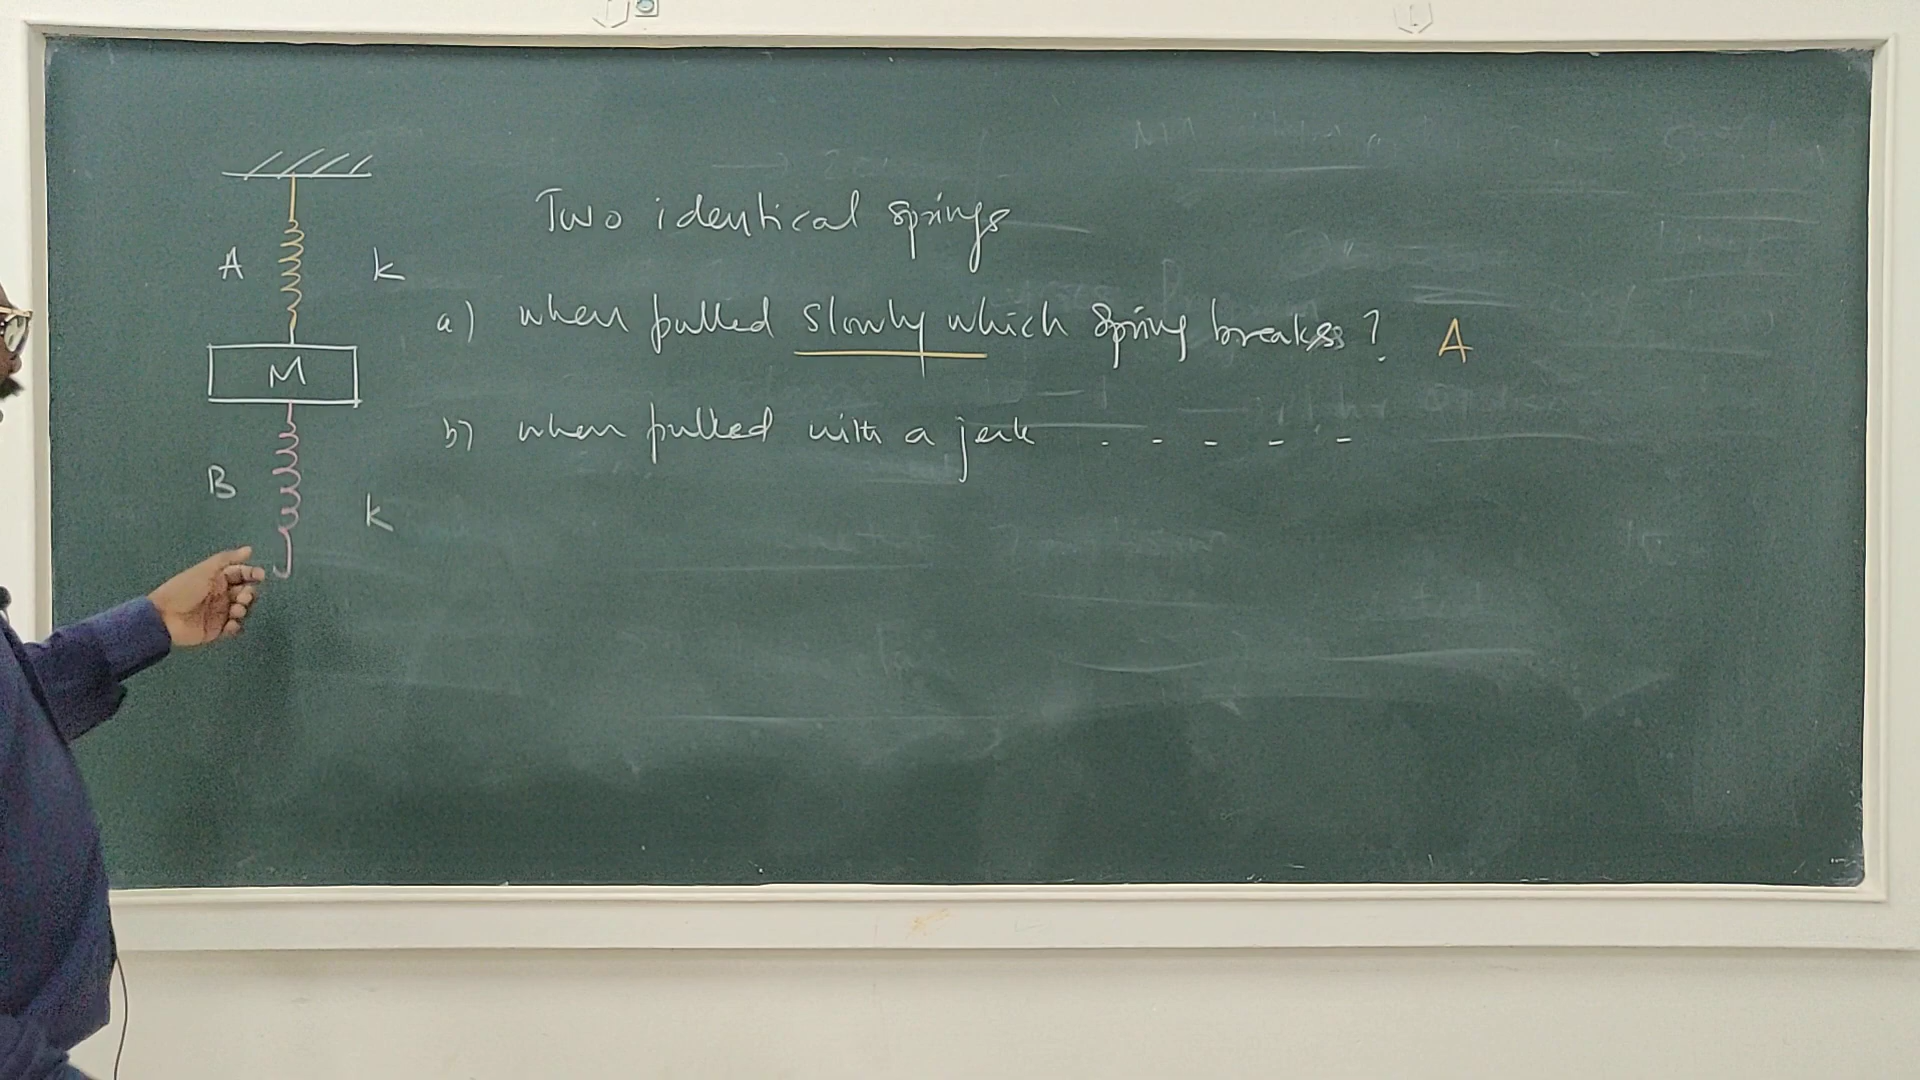 Two identical springs
A k
a) when pulled slowly which spring breaks? A
M
b) when pulled with a jerk - - - - -
B k